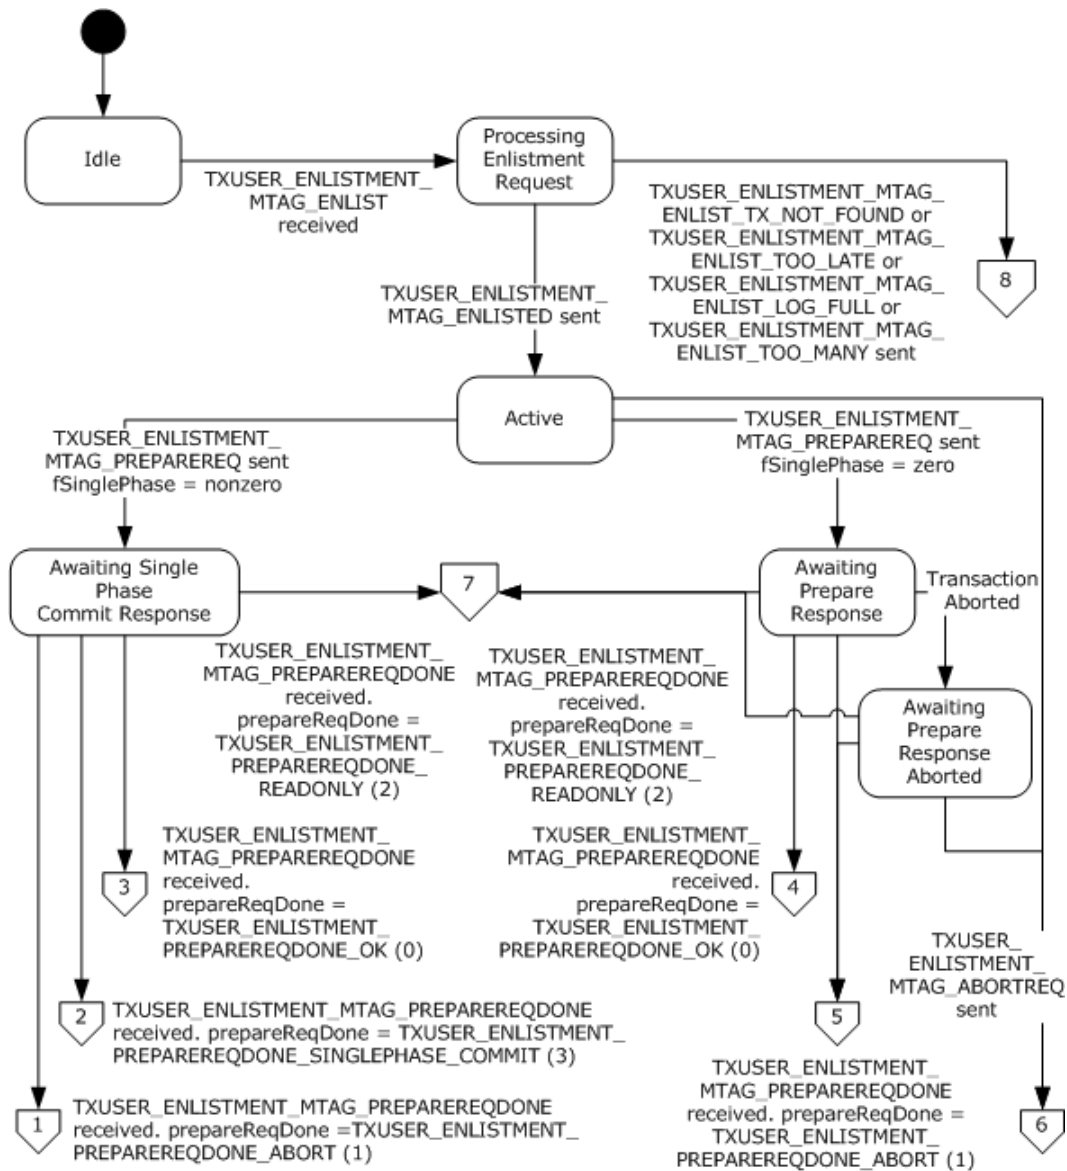 Idle
Processing
Enlistment
Request
TXUSER_ENLISTMENT_
MTAG_ENLIST
received
TXUSER_ENLISTMENT_MTAG_
ENLIST_TX_NOT_FOUND or
TXUSER_ENLISTMENT_MTAG_
ENLIST_TOO_LATE or
TXUSER_ENLISTMENT_MTAG_
ENLIST_LOG_FULL or
TXUSER_ENLISTMENT_MTAG_
ENLIST_TOO_MANY sent
8
TXUSER_ENLISTMENT_
MTAG_ENLISTED sent
Active
TXUSER_ENLISTMENT_
MTAG_PREPAREREQ sent
fSinglePhase = nonzero
TXUSER_ENLISTMENT_
MTAG_PREPAREREQ sent
fSinglePhase = zero
Awaiting Single
Phase
Commit Response
7
Awaiting
Prepare
Response
Transaction
Aborted
TXUSER_ENLISTMENT_
MTAG_PREPAREREQDONE
received.
prepareReqDone =
TXUSER_ENLISTMENT_
PREPAREREQDONE_
READONLY (2)
TXUSER_ENLISTMENT_
MTAG_PREPAREREQDONE
received.
prepareReqDone =
TXUSER_ENLISTMENT_
PREPAREREQDONE_
READONLY (2)
Awaiting
Prepare
Response
Aborted
3
TXUSER_ENLISTMENT_
MTAG_PREPAREREQDONE
received.
prepareReqDone =
TXUSER_ENLISTMENT_
PREPAREREQDONE_OK (0)
TXUSER_ENLISTMENT_
MTAG_PREPAREREQDONE
received.
prepareReqDone =
TXUSER_ENLISTMENT_
PREPAREREQDONE_OK (0)
4
TXUSER_
ENLISTMENT_
MTAG_ABORTREQ
sent
2
TXUSER_ENLISTMENT_MTAG_PREPAREREQDONE
received. prepareReqDone = TXUSER_ENLISTMENT_
PREPAREREQDONE_SINGLEPHASE_COMMIT (3)
5
1
TXUSER_ENLISTMENT_MTAG_PREPAREREQDONE
received. prepareReqDone =TXUSER_ENLISTMENT_
PREPAREREQDONE_ABORT (1)
TXUSER_ENLISTMENT_
MTAG_PREPAREREQDONE
received. prepareReqDone =
TXUSER_ENLISTMENT_
PREPAREREQDONE_ABORT (1)
6